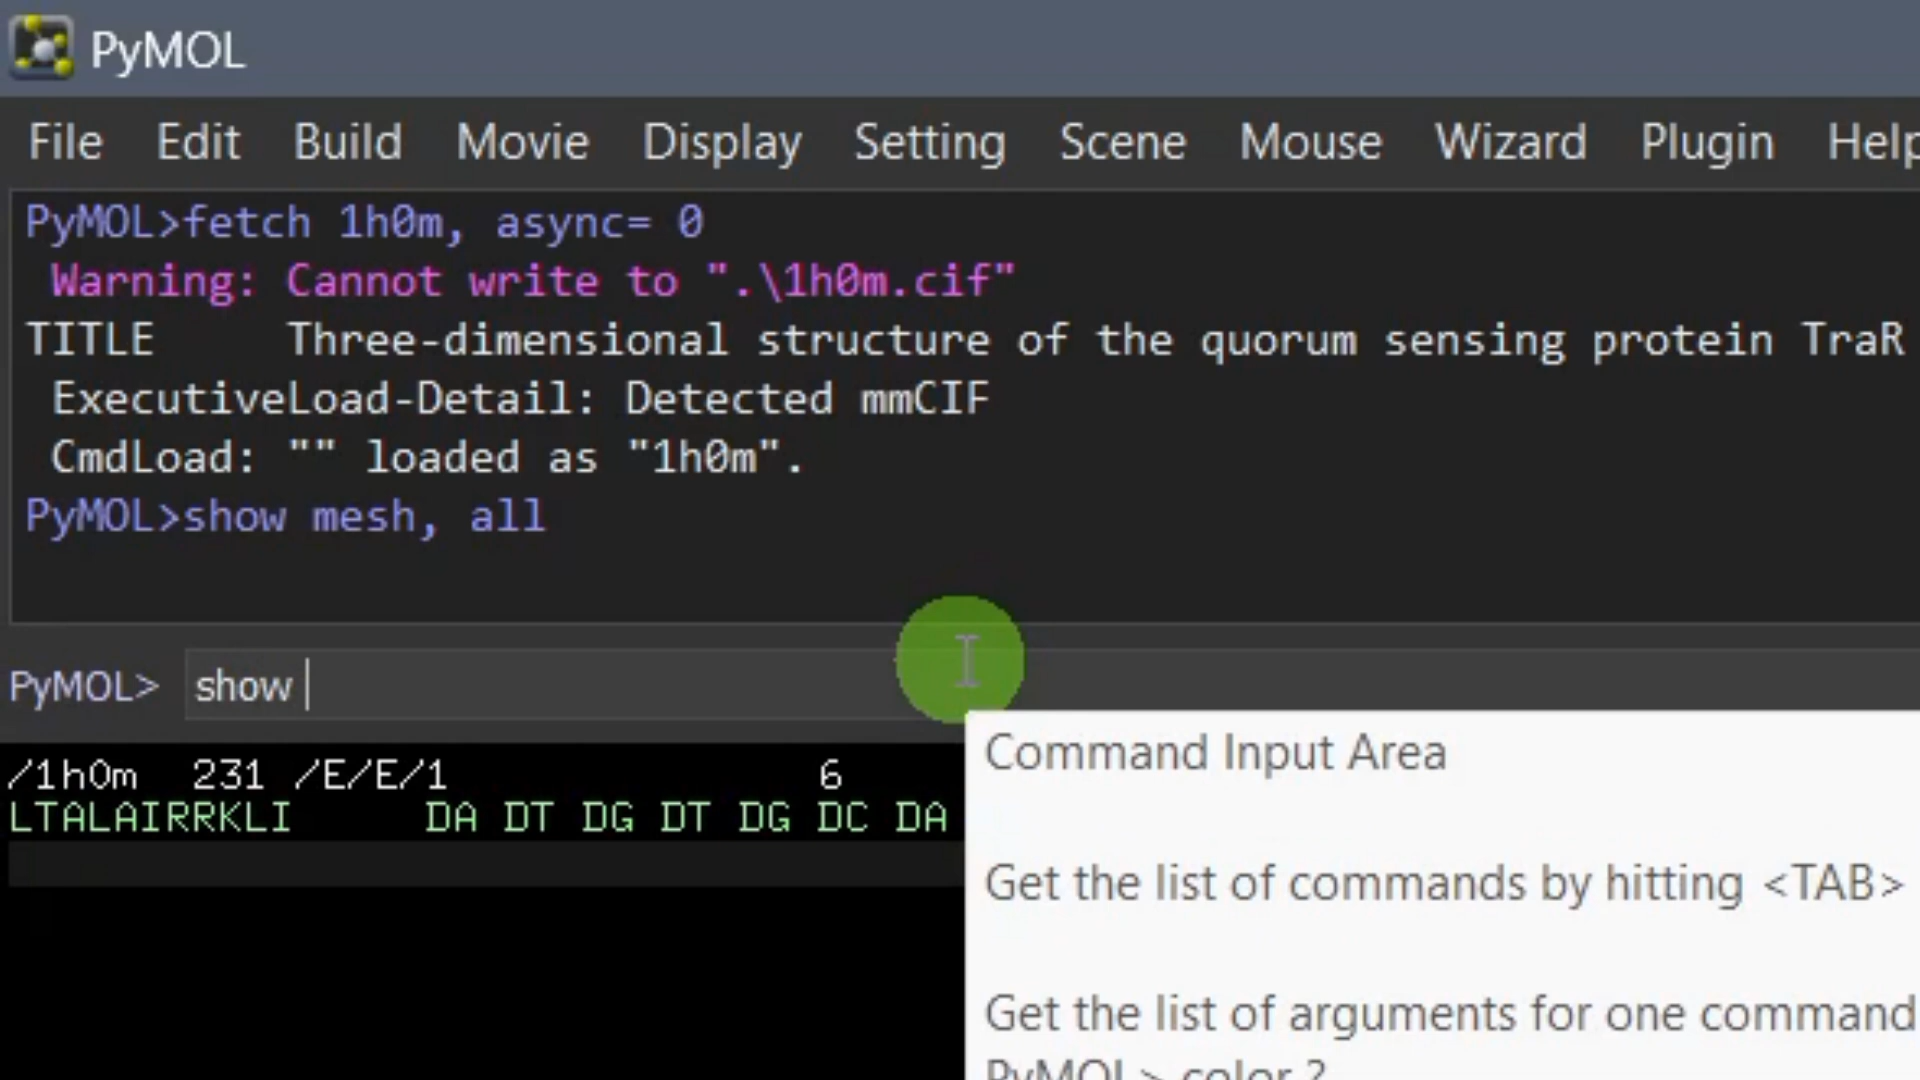 PyMOL
File Edit Build Movie Display Setting Scene Mouse Wizard Plugin Help
PyMOL>fetch 1h0m, async= 0
Warning: Cannot write to ".\1h0m.cif"
TITLE Three-dimensional structure of the quorum sensing protein TraR
ExecutiveLoad-Detail: Detected mmCIF
CmdLoad: "" loaded as "1h0m".
PyMOL>show mesh, all
PyMOL> show
/1h0m 231 /E/E/1 6
LTALAIRRKLI DA DT DG DT DG DC DA
Command Input Area
Get the list of commands by hitting <TAB>
Get the list of arguments for one command
PyMOL> color ?